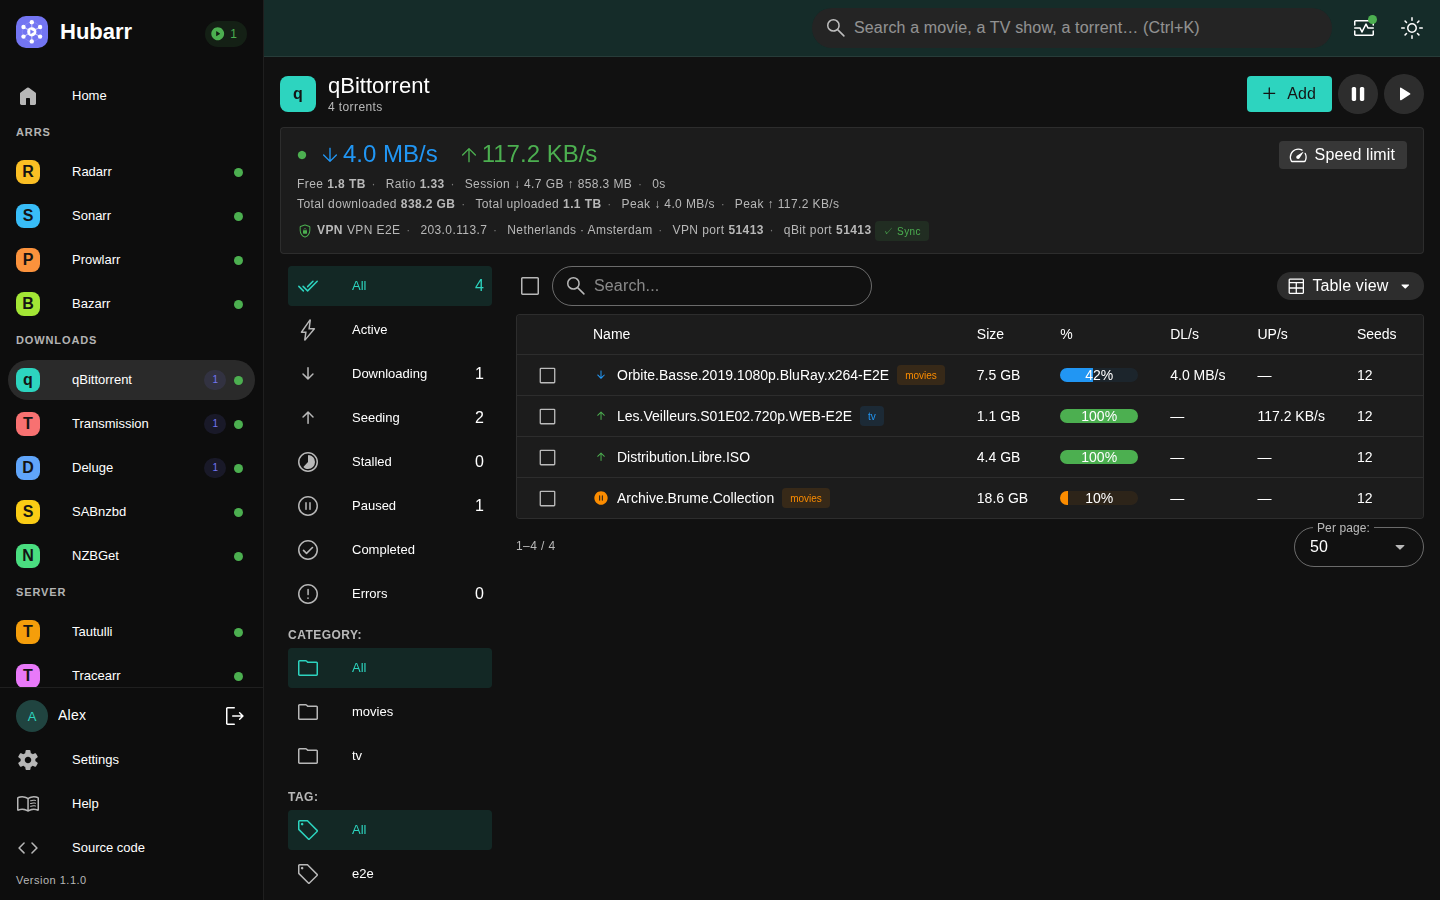 Hubarr
1
Search a movie, a TV show, a torrent… (Ctrl+K)
Home
ARRS
R Radarr
S Sonarr
P Prowlarr
B Bazarr
DOWNLOADS
q qBittorrent 1
T Transmission 1
D Deluge 1
S SABnzbd
N NZBGet
SERVER
T Tautulli
T Tracearr
A Alex
Settings
Help
Source code
Version 1.1.0
q
qBittorrent
4 torrents
Add
4.0 MB/s 117.2 KB/s
Speed limit
Free 1.8 TB · Ratio 1.33 · Session ↓ 4.7 GB ↑ 858.3 MB · 0s
Total downloaded 838.2 GB · Total uploaded 1.1 TB · Peak ↓ 4.0 MB/s · Peak ↑ 117.2 KB/s
VPN VPN E2E · 203.0.113.7 · Netherlands · Amsterdam · VPN port 51413 · qBit port 51413 ✓ Sync
All 4
Active
Downloading 1
Seeding 2
Stalled 0
Paused 1
Completed
Errors 0
CATEGORY:
All
movies
tv
TAG:
All
e2e
Search...
Table view
Name Size % DL/s UP/s Seeds
Orbite.Basse.2019.1080p.BluRay.x264-E2E movies 7.5 GB 42% 4.0 MB/s — 12
Les.Veilleurs.S01E02.720p.WEB-E2E tv 1.1 GB 100% — 117.2 KB/s 12
Distribution.Libre.ISO 4.4 GB 100% — — 12
Archive.Brume.Collection movies 18.6 GB 10% — — 12
1–4 / 4
Per page:
50